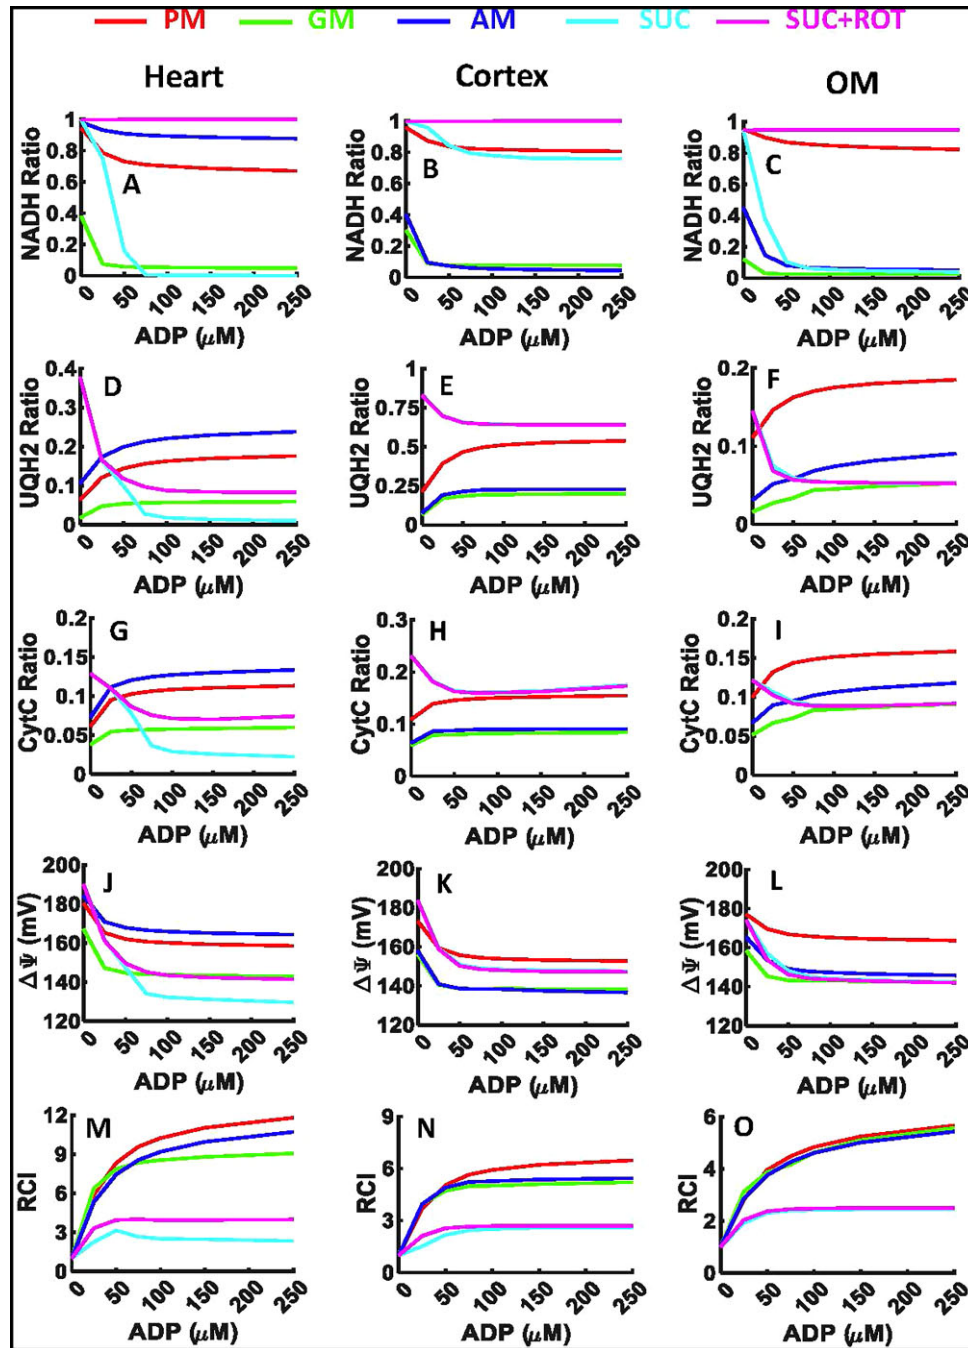 PM GM AM SUC SUC+ROT
Heart Cortex OM
1 0.8 0.6 0.4 0.2 0
NADH Ratio
A
0 50 100 150 200 250
ADP (μM)
1 0.8 0.6 0.4 0.2 0
NADH Ratio
B
0 50 100 150 200 250
ADP (μM)
1 0.8 0.6 0.4 0.2 0
NADH Ratio
C
0 50 100 150 200 250
ADP (μM)
0.4 0.3 0.2 0.1 0
UQH2 Ratio
D
0 50 100 150 200 250
ADP (μM)
1 0.75 0.5 0.25 0
UQH2 Ratio
E
0 50 100 150 200 250
ADP (μM)
0.2 0.1 0
UQH2 Ratio
F
0 50 100 150 200 250
ADP (μM)
0.2 0.15 0.1 0.05 0
CytC Ratio
G
0 50 100 150 200 250
ADP (μM)
0.3 0.2 0.1 0
CytC Ratio
H
0 50 100 150 200 250
ADP (μM)
0.2 0.15 0.1 0.05 0
CytC Ratio
I
0 50 100 150 200 250
ADP (μM)
200 180 160 140 120
ΔΨ (mV)
J
0 50 100 150 200 250
ADP (μM)
200 180 160 140 120
ΔΨ (mV)
K
0 50 100 150 200 250
ADP (μM)
200 180 160 140 120
ΔΨ (mV)
L
0 50 100 150 200 250
ADP (μM)
12 9 6 3 0
RCI
M
0 50 100 150 200 250
ADP (μM)
9 6 3 0
RCI
N
0 50 100 150 200 250
ADP (μM)
6 4 2 0
RCI
O
0 50 100 150 200 250
ADP (μM)